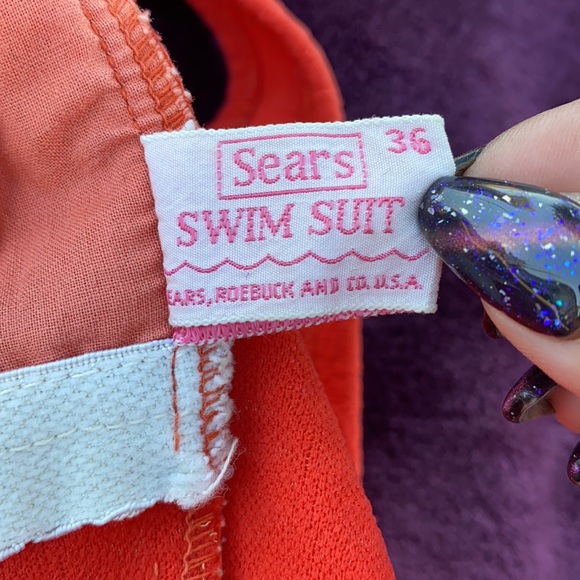 36
Sears
SWIM SUIT
EARS, ROEBUCK AND CO. U.S.A.